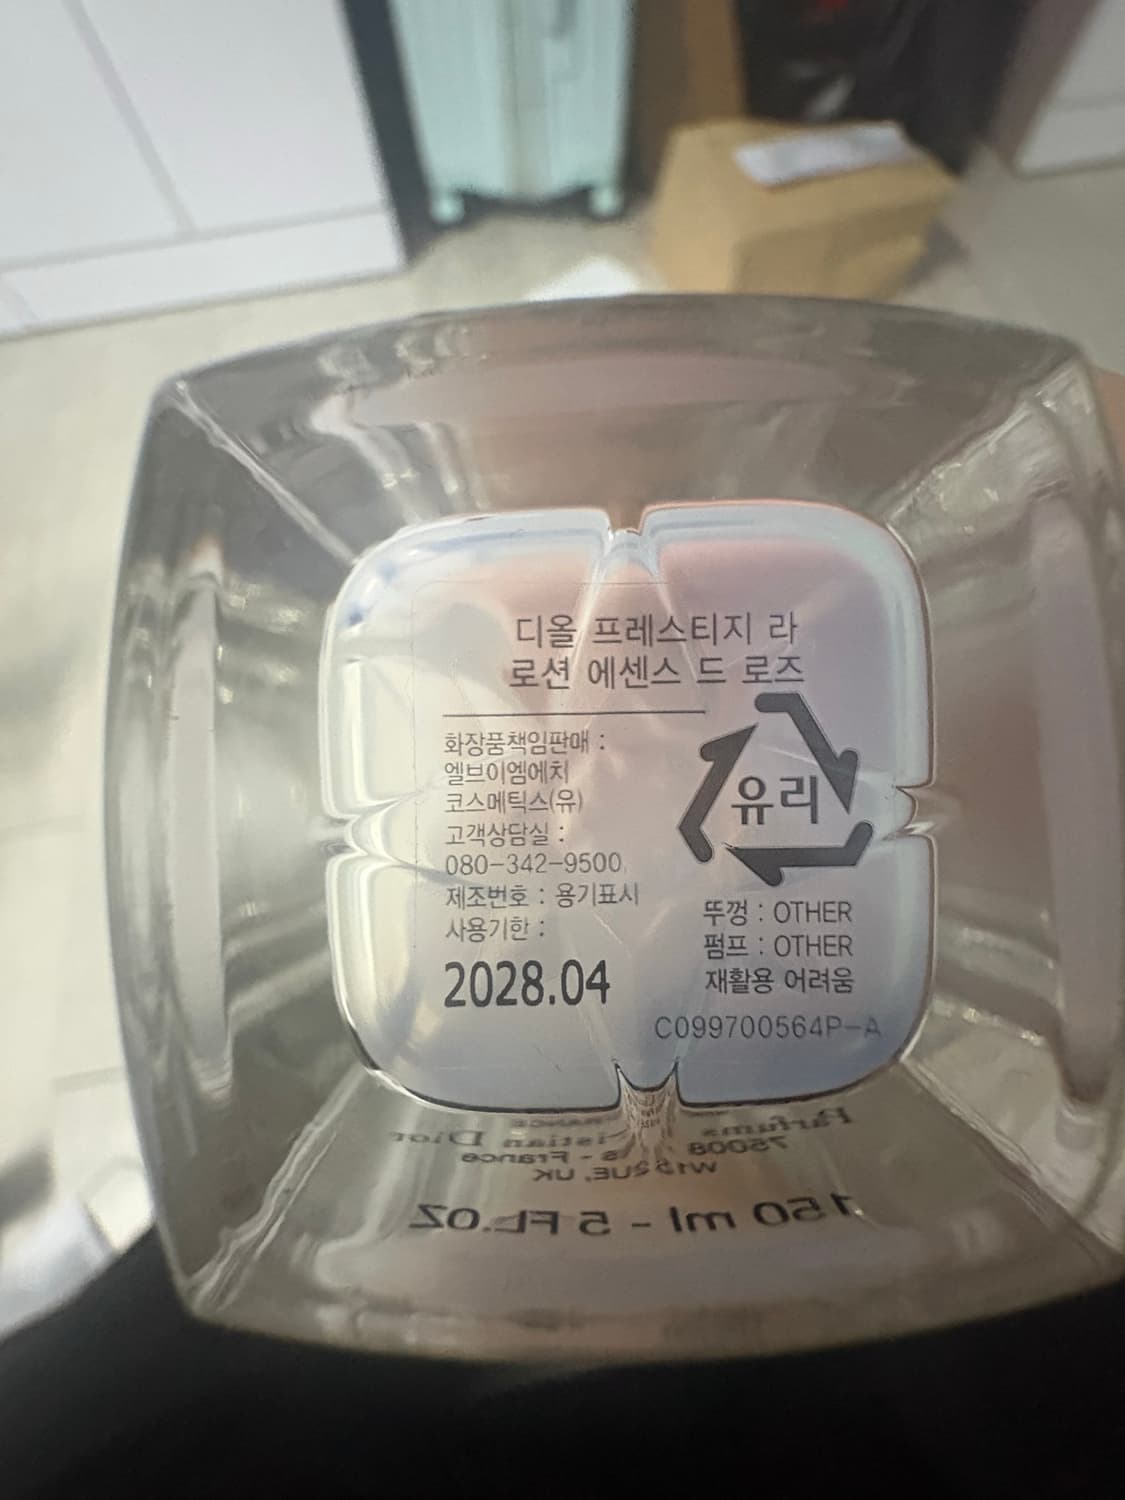 디올 프레스티지 라
로션 에센스 드 로즈
화장품책임판매 :
엘브이엠에치
코스메틱스(유)
고객상담실 :
080-342-9500
제조번호 : 용기표시
사용기한 :
2028.04
유리
뚜껑 : OTHER
펌프 : OTHER
재활용 어려움
C099700564P-A
Parfums Christian Dior
75008 - France
W1S 2UE, UK
150 ml - 5 FL.OZ